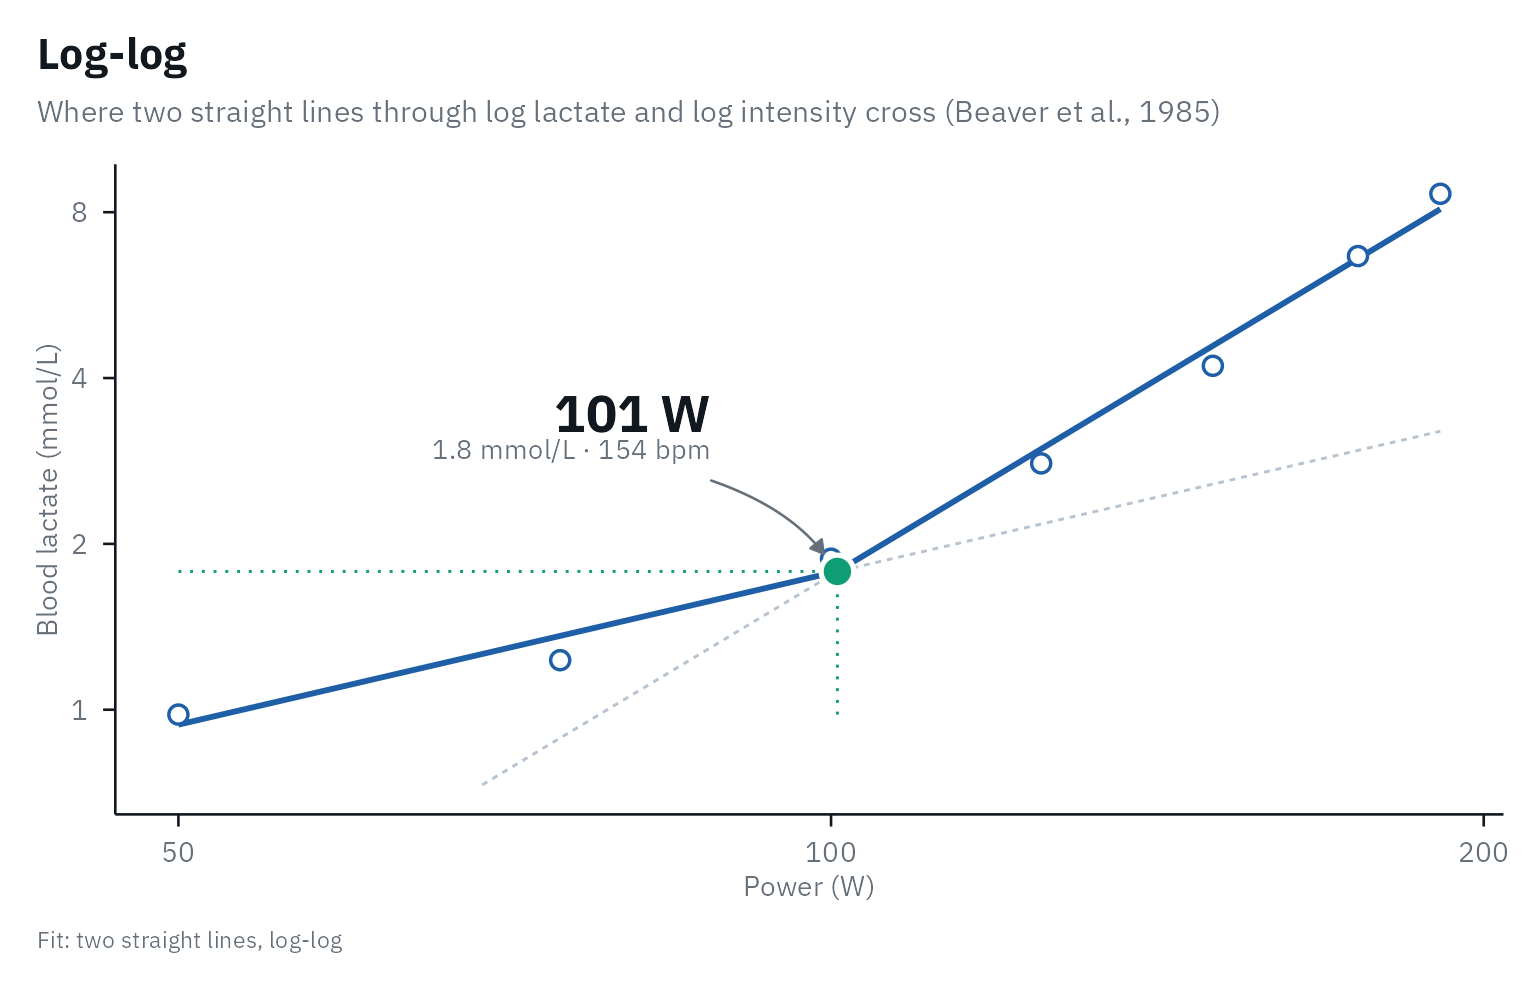 Log-log
Where two straight lines through log lactate and log intensity cross (Beaver et al., 1985)
Blood lactate (mmol/L)
8
4
2
1
101 W
1.8 mmol/L · 154 bpm
50
100
200
Power (W)
Fit: two straight lines, log-log